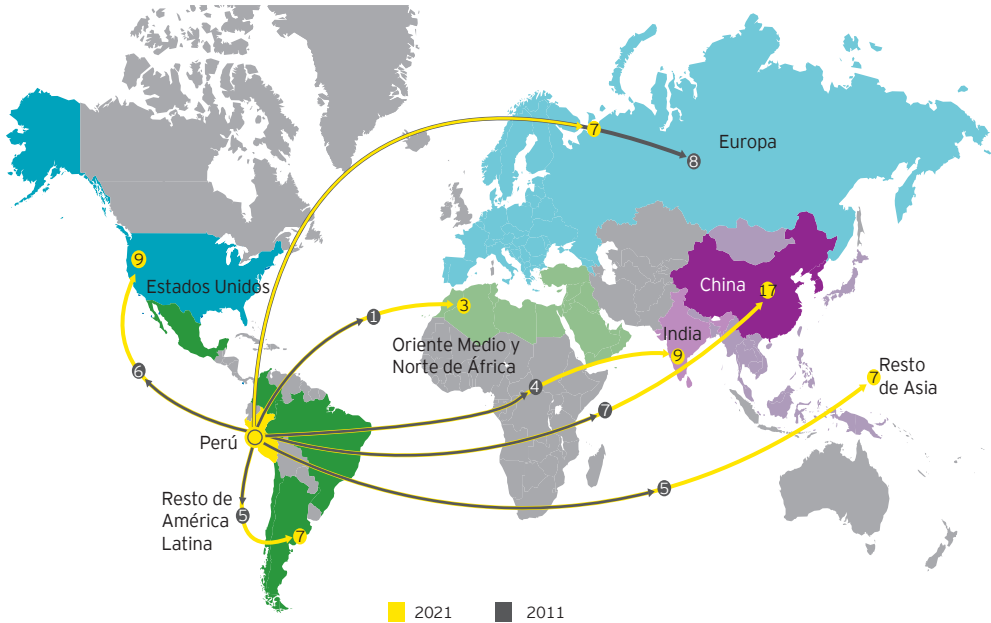 7
8
Europa
9
Estados Unidos
China
17
1
3
Oriente Medio y
Norte de África
India
9
6
4
7
7
Resto
de Asia
Perú
5
Resto de
América
Latina
5
7
2021
2011